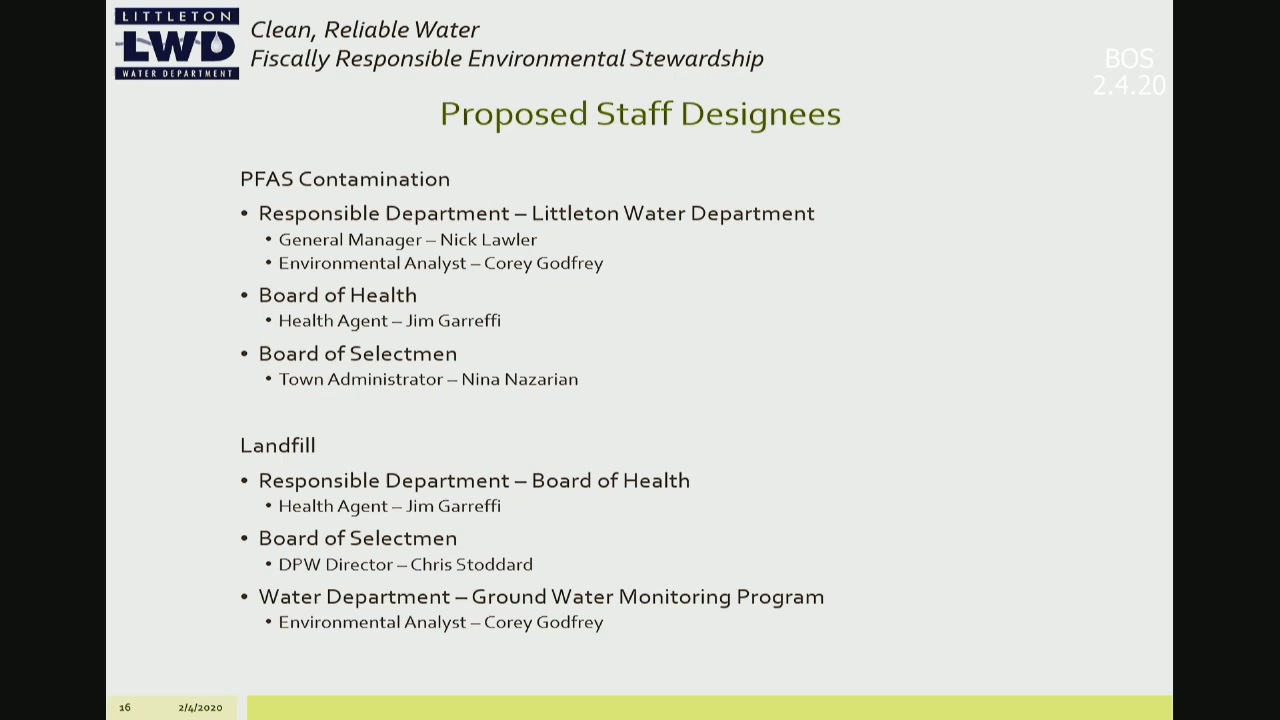 LITTLETON
LWD
WATER DEPARTMENT
Clean, Reliable Water
Fiscally Responsible Environmental Stewardship
BOS
2.4.20
Proposed Staff Designees
PFAS Contamination
• Responsible Department – Littleton Water Department
• General Manager – Nick Lawler
• Environmental Analyst – Corey Godfrey
• Board of Health
• Health Agent – Jim Garreffi
• Board of Selectmen
• Town Administrator – Nina Nazarian
Landfill
• Responsible Department – Board of Health
• Health Agent – Jim Garreffi
• Board of Selectmen
• DPW Director – Chris Stoddard
• Water Department – Ground Water Monitoring Program
• Environmental Analyst – Corey Godfrey
16 2/4/2020